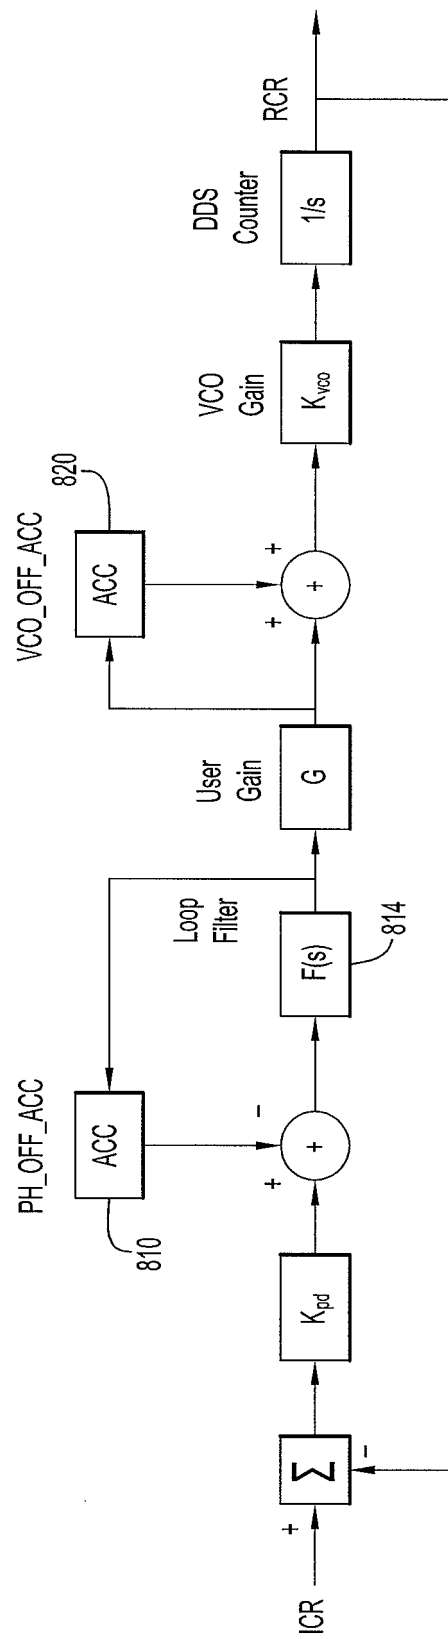 ICR
+
-
Σ
K_pd
PH_OFF_ACC
ACC
810
+
-
+
Loop
Filter
F(s)
814
User
Gain
G
VCO_OFF_ACC
ACC
820
+
+
+
VCO
Gain
K_vco
DDS
Counter
1/s
RCR